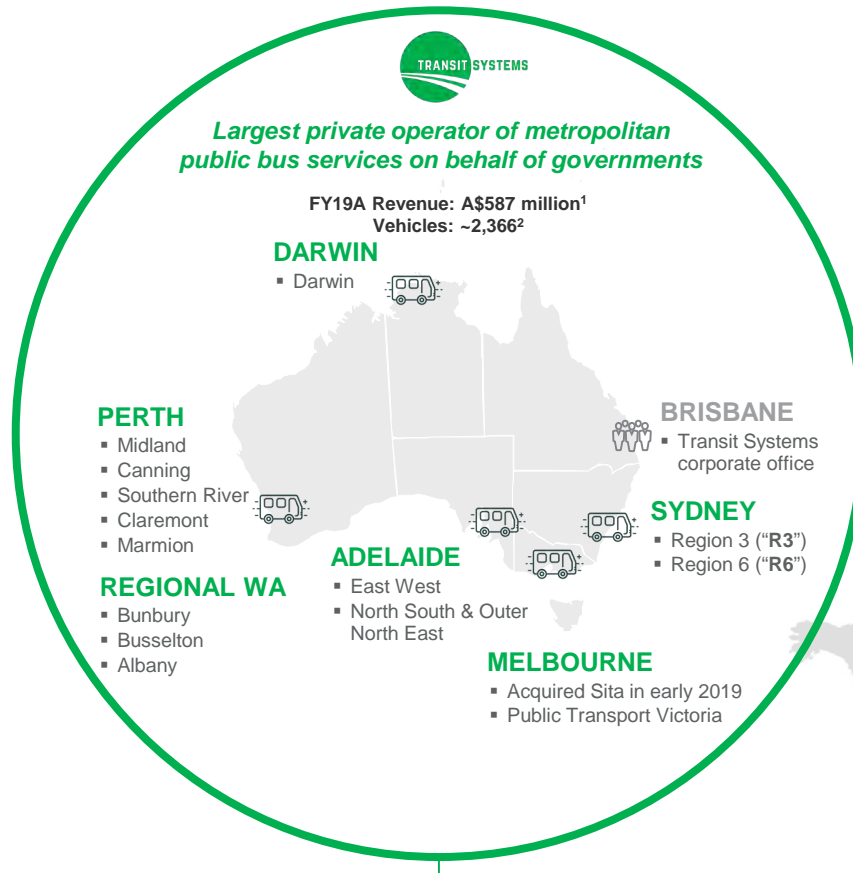 TRANSIT SYSTEMS
Largest private operator of metropolitan
public bus services on behalf of governments
FY19A Revenue: A$587 million¹
Vehicles: ~2,366²
DARWIN
▪ Darwin
PERTH
▪ Midland
▪ Canning
▪ Southern River
▪ Claremont
▪ Marmion
REGIONAL WA
▪ Bunbury
▪ Busselton
▪ Albany
ADELAIDE
▪ East West
▪ North South & Outer
North East
BRISBANE
▪ Transit Systems
corporate office
SYDNEY
▪ Region 3 (“R3”)
▪ Region 6 (“R6”)
MELBOURNE
▪ Acquired Sita in early 2019
▪ Public Transport Victoria